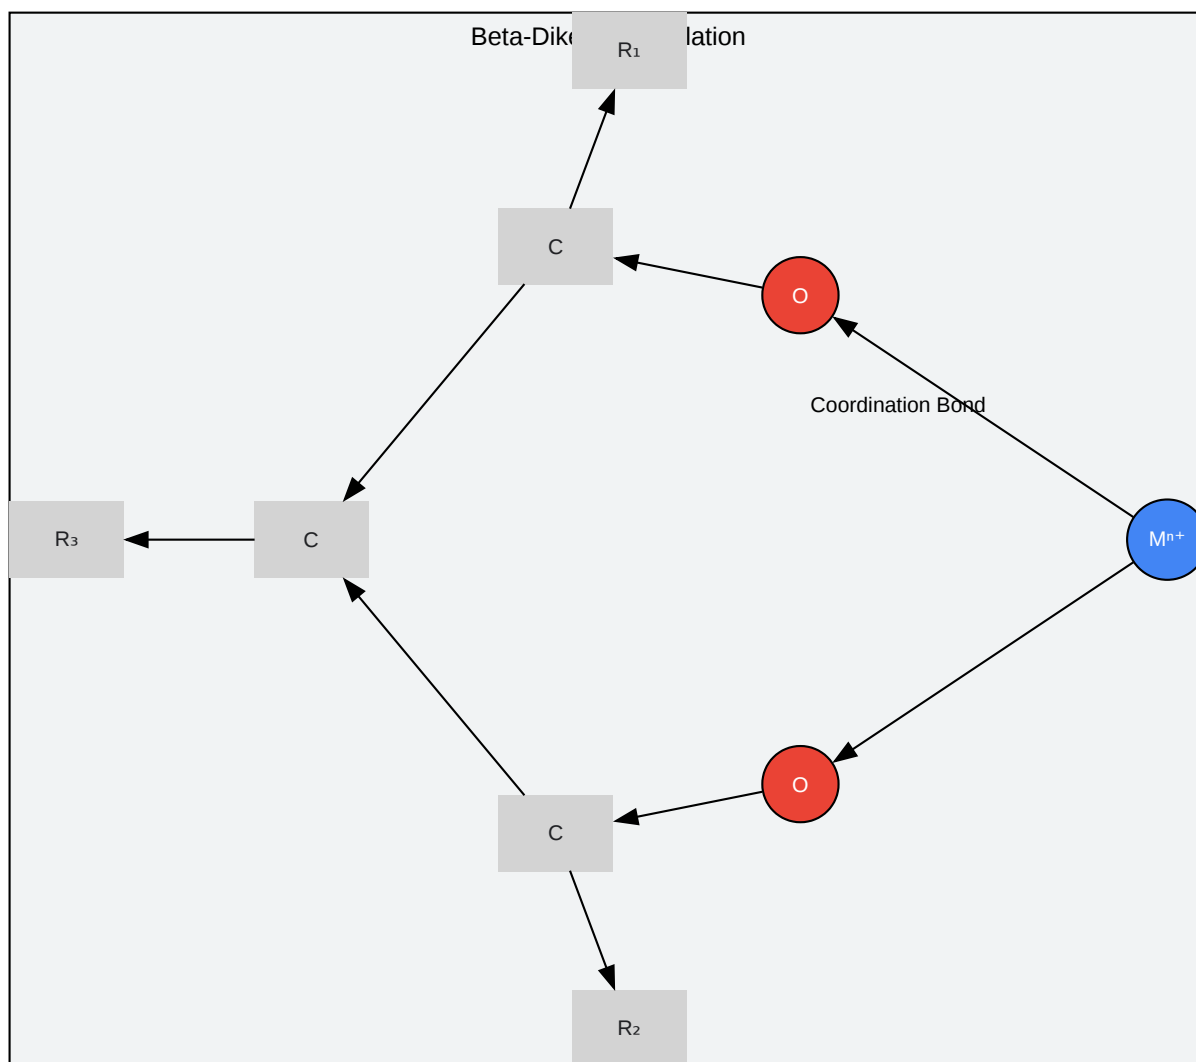 Beta-Dike
lation
R₁
C
O
Coordination Bond
R₃
C
Mⁿ⁺
O
C
R₂